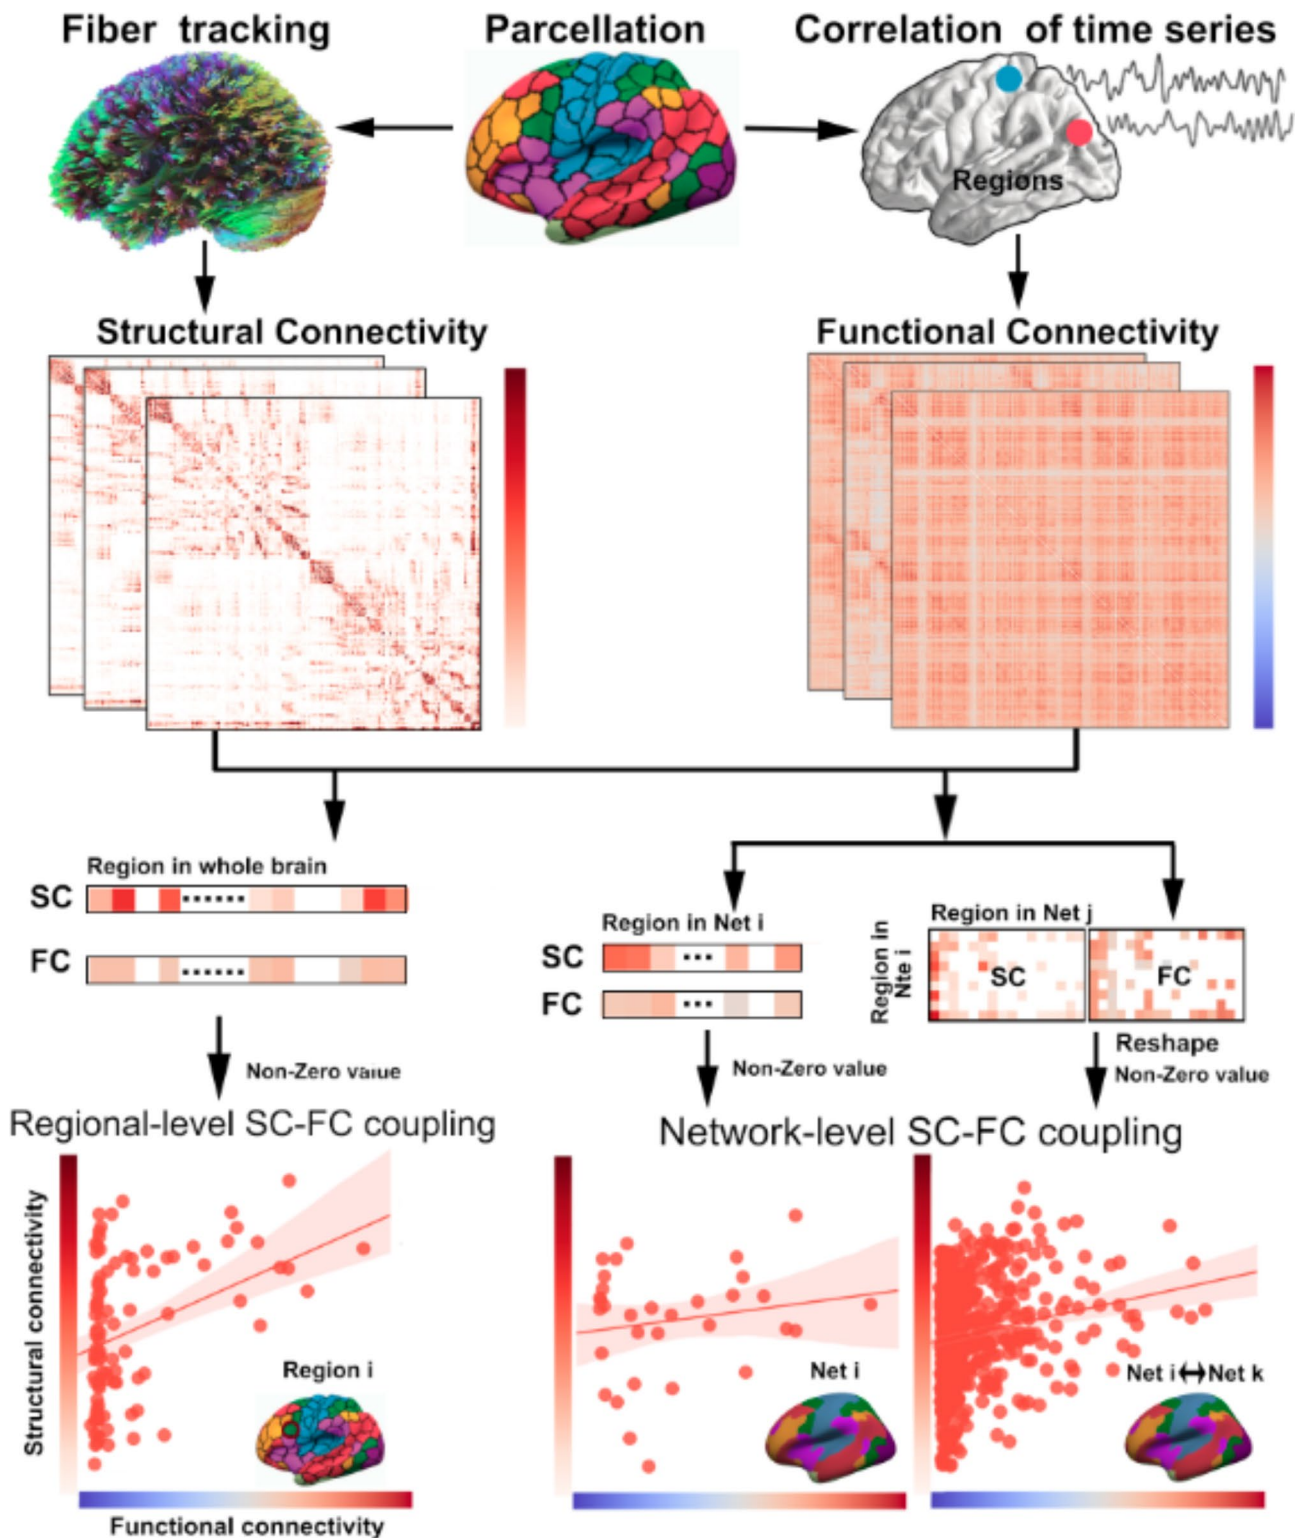 Fiber tracking
Parcellation
Correlation of time series
Regions
Structural Connectivity
Functional Connectivity
Region in whole brain
SC
FC
Region in Net i
SC
FC
Region in Net j
Region in
Nte i
SC
FC
Non-Zero value
Non-Zero value
Reshape
Non-Zero value
Regional-level SC-FC coupling
Network-level SC-FC coupling
Structural connectivity
Region i
Net i
Net i
Net k
Functional connectivity